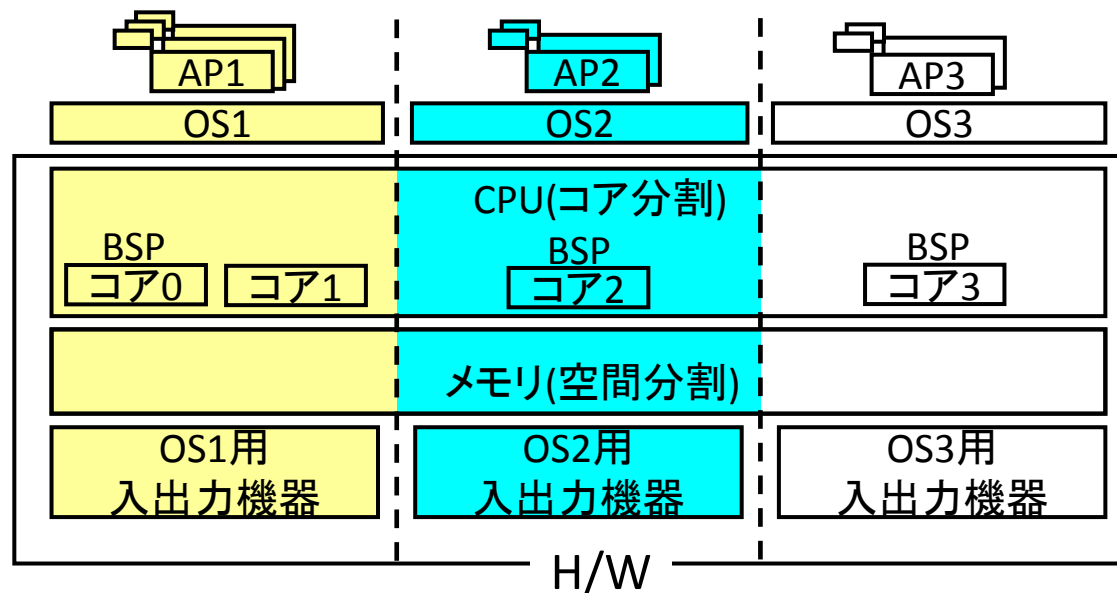 AP1
AP2
AP3
OS1
OS2
OS3
CPU(コア分割)
BSP
BSP
BSP
コア0
コア1
コア2
コア3
メモリ(空間分割)
OS1用
入出力機器
OS2用
入出力機器
OS3用
入出力機器
H/W